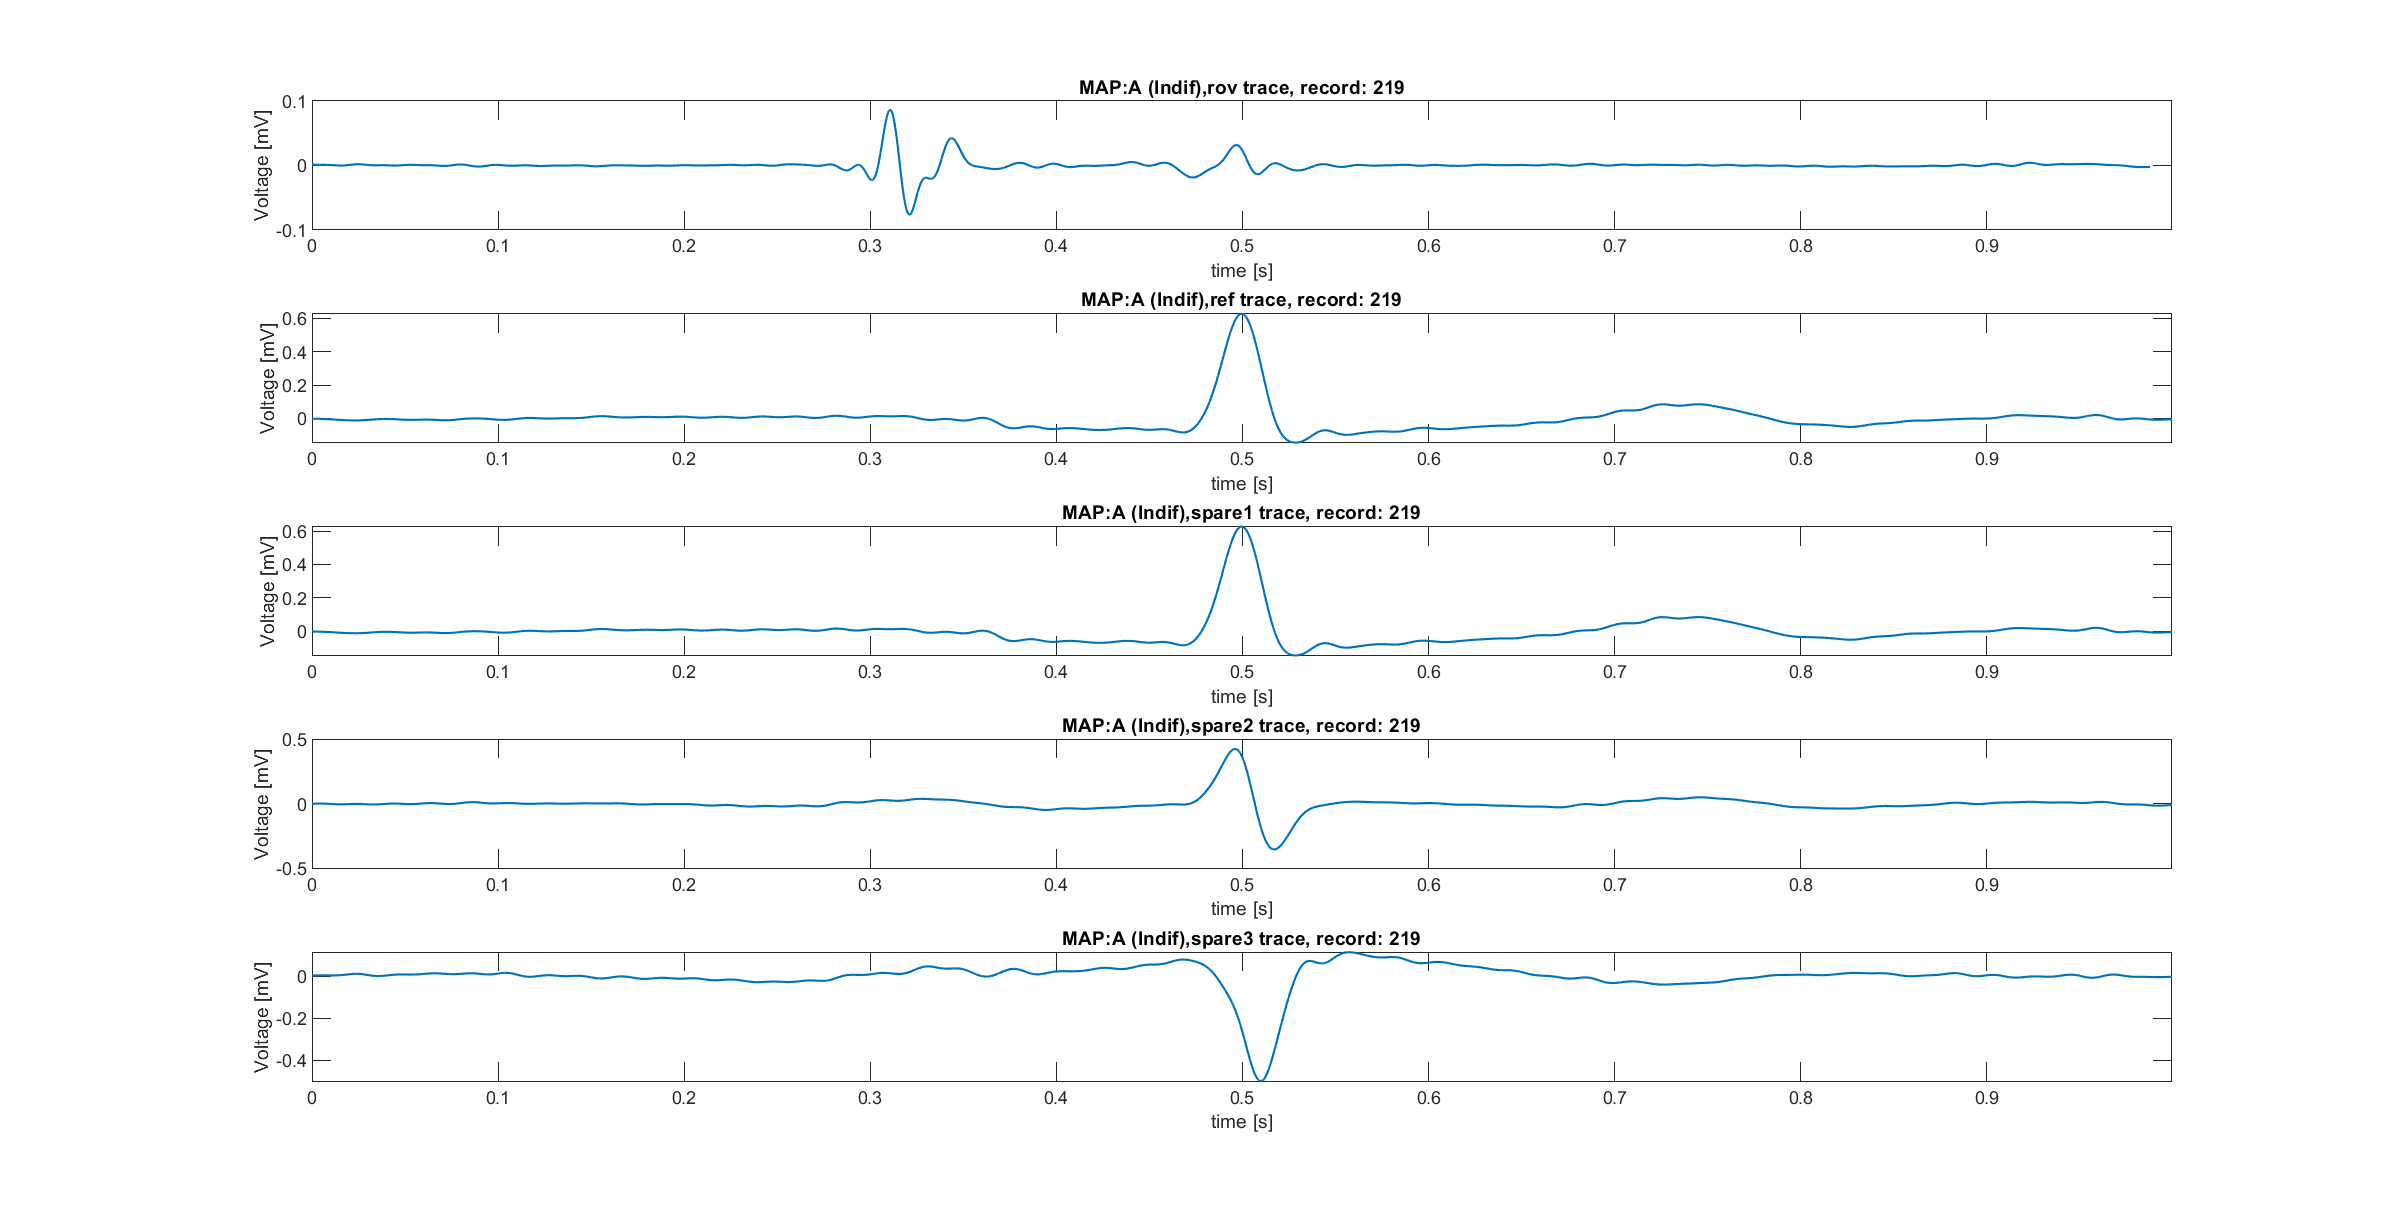 MAP:A (Indif),rov trace, record: 219
Voltage [mV]
0.1
0
-0.1
0 0.1 0.2 0.3 0.4 0.5 0.6 0.7 0.8 0.9
time [s]
MAP:A (Indif),ref trace, record: 219
Voltage [mV]
0.6
0.4
0.2
0
0 0.1 0.2 0.3 0.4 0.5 0.6 0.7 0.8 0.9
time [s]
MAP:A (Indif),spare1 trace, record: 219
Voltage [mV]
0.6
0.4
0.2
0
0 0.1 0.2 0.3 0.4 0.5 0.6 0.7 0.8 0.9
time [s]
MAP:A (Indif),spare2 trace, record: 219
Voltage [mV]
0.5
0
-0.5
0 0.1 0.2 0.3 0.4 0.5 0.6 0.7 0.8 0.9
time [s]
MAP:A (Indif),spare3 trace, record: 219
Voltage [mV]
0
-0.2
-0.4
0 0.1 0.2 0.3 0.4 0.5 0.6 0.7 0.8 0.9
time [s]